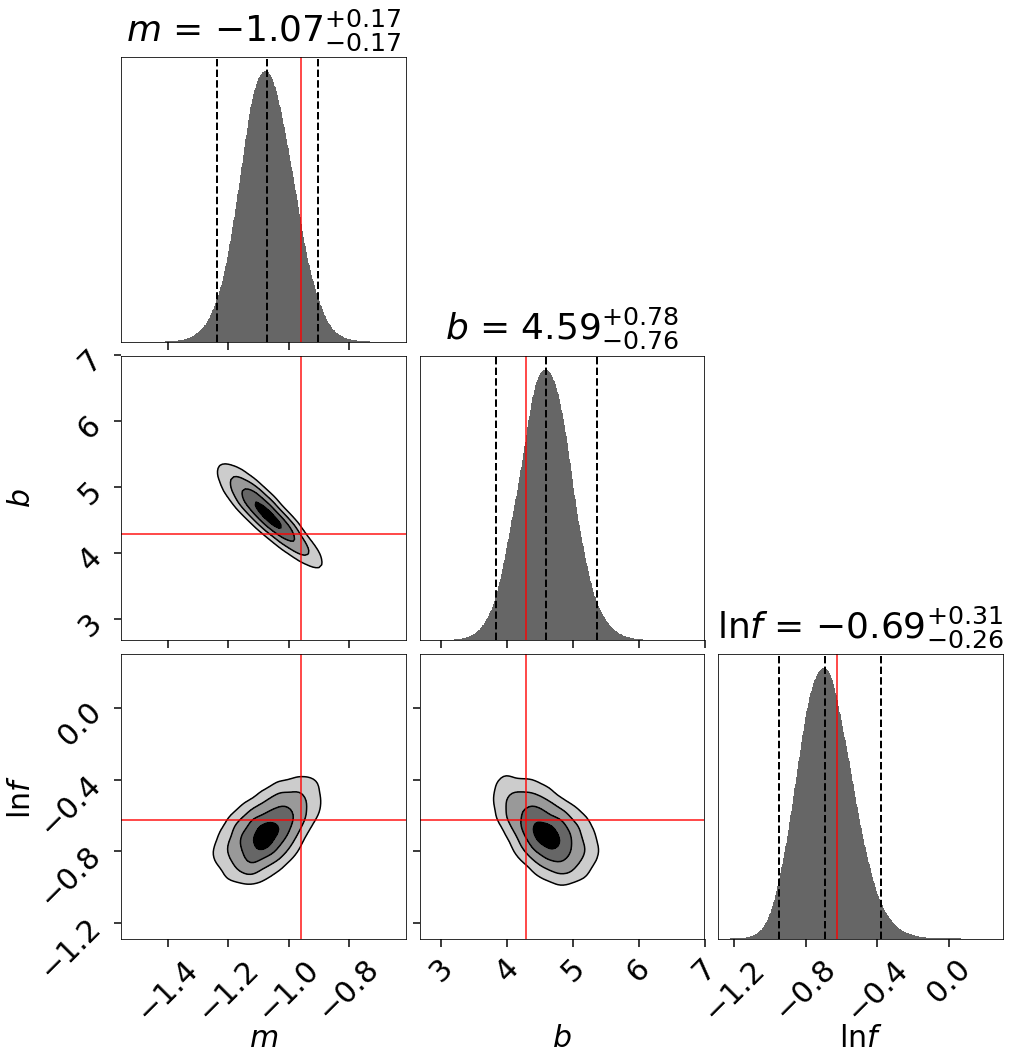 m = −1.07+0.17−0.17
b = 4.59+0.78−0.76
lnf = −0.69+0.31−0.26
7
6
5
4
3
b
0.0
−0.4
−0.8
−1.2
lnf
−1.4 −1.2 −1.0 −0.8
m
3 4 5 6 7
b
−1.2 −0.8 −0.4 0.0
lnf